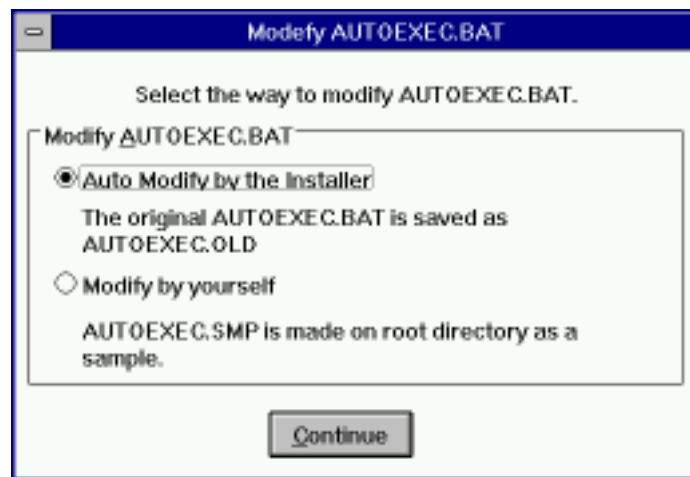 Modefy AUTOEXEC.BAT
Select the way to modify AUTOEXEC.BAT.
Modify AUTOEXEC.BAT
Auto Modify by the Installer
The original AUTOEXEC.BAT is saved as
AUTOEXEC.OLD
Modify by yourself
AUTOEXEC.SMP is made on root directory as a
sample.
Continue